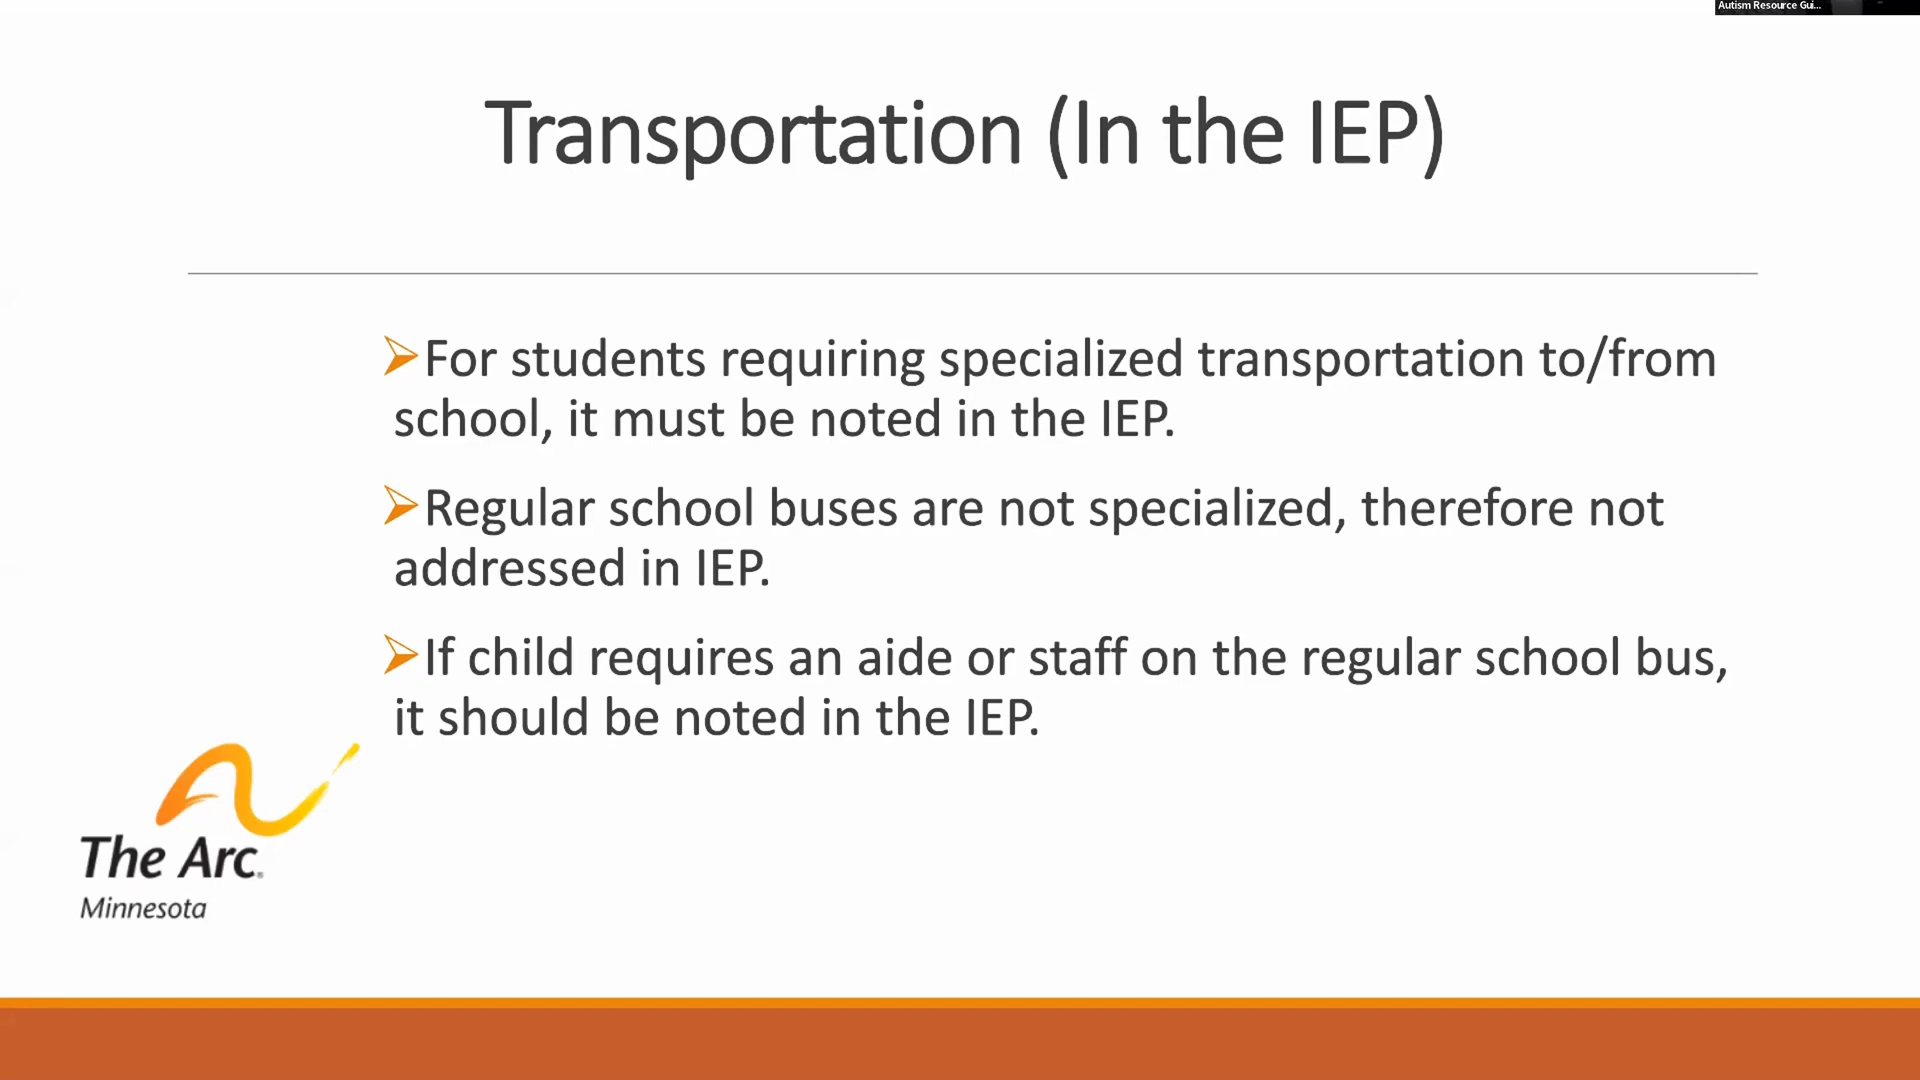 Autism Resource Gui...
Transportation (In the IEP)
For students requiring specialized transportation to/from
school, it must be noted in the IEP.
Regular school buses are not specialized, therefore not
addressed in IEP.
If child requires an aide or staff on the regular school bus,
it should be noted in the IEP.
The Arc®
Minnesota